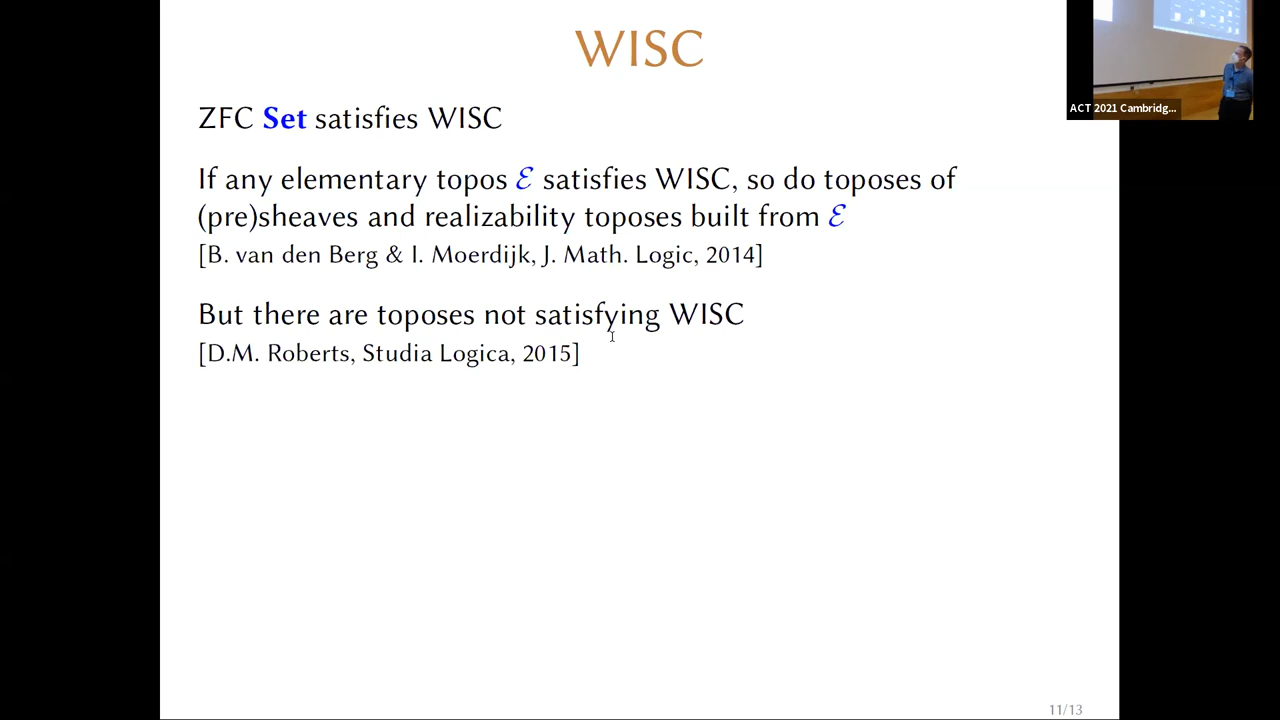 WISC
ACT 2021 Cambridg...
ZFC Set satisfies WISC
If any elementary topos ℰ satisfies WISC, so do toposes of
(pre)sheaves and realizability toposes built from ℰ
[B. van den Berg & I. Moerdijk, J. Math. Logic, 2014]
But there are toposes not satisfying WISC
[D.M. Roberts, Studia Logica, 2015]
11/13